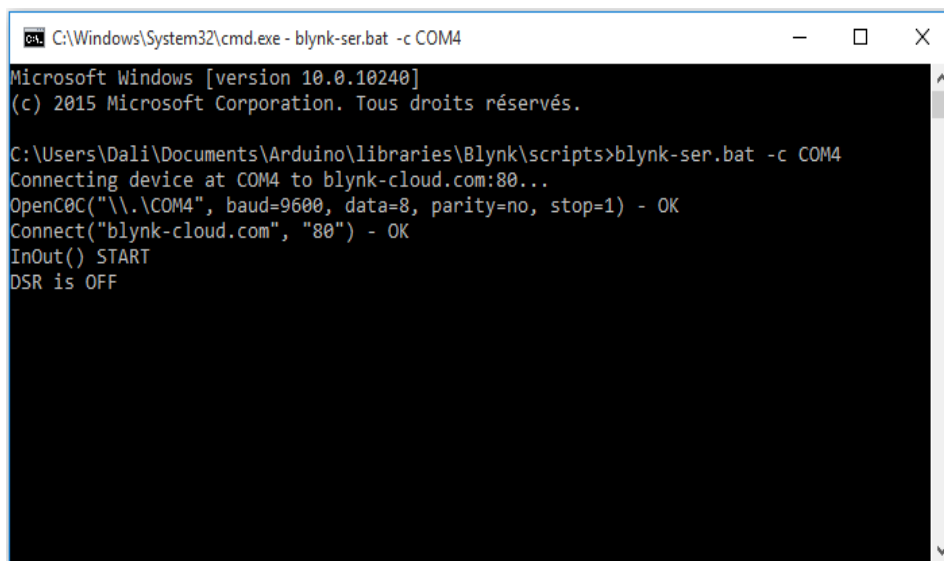 C:\Windows\System32\cmd.exe - blynk-ser.bat -c COM4
Microsoft Windows [version 10.0.10240]
(c) 2015 Microsoft Corporation. Tous droits réservés.
C:\Users\Dali\Documents\Arduino\libraries\Blynk\scripts>blynk-ser.bat -c COM4
Connecting device at COM4 to blynk-cloud.com:80...
OpenC0C("\\.\COM4", baud=9600, data=8, parity=no, stop=1) - OK
Connect("blynk-cloud.com", "80") - OK
InOut() START
DSR is OFF